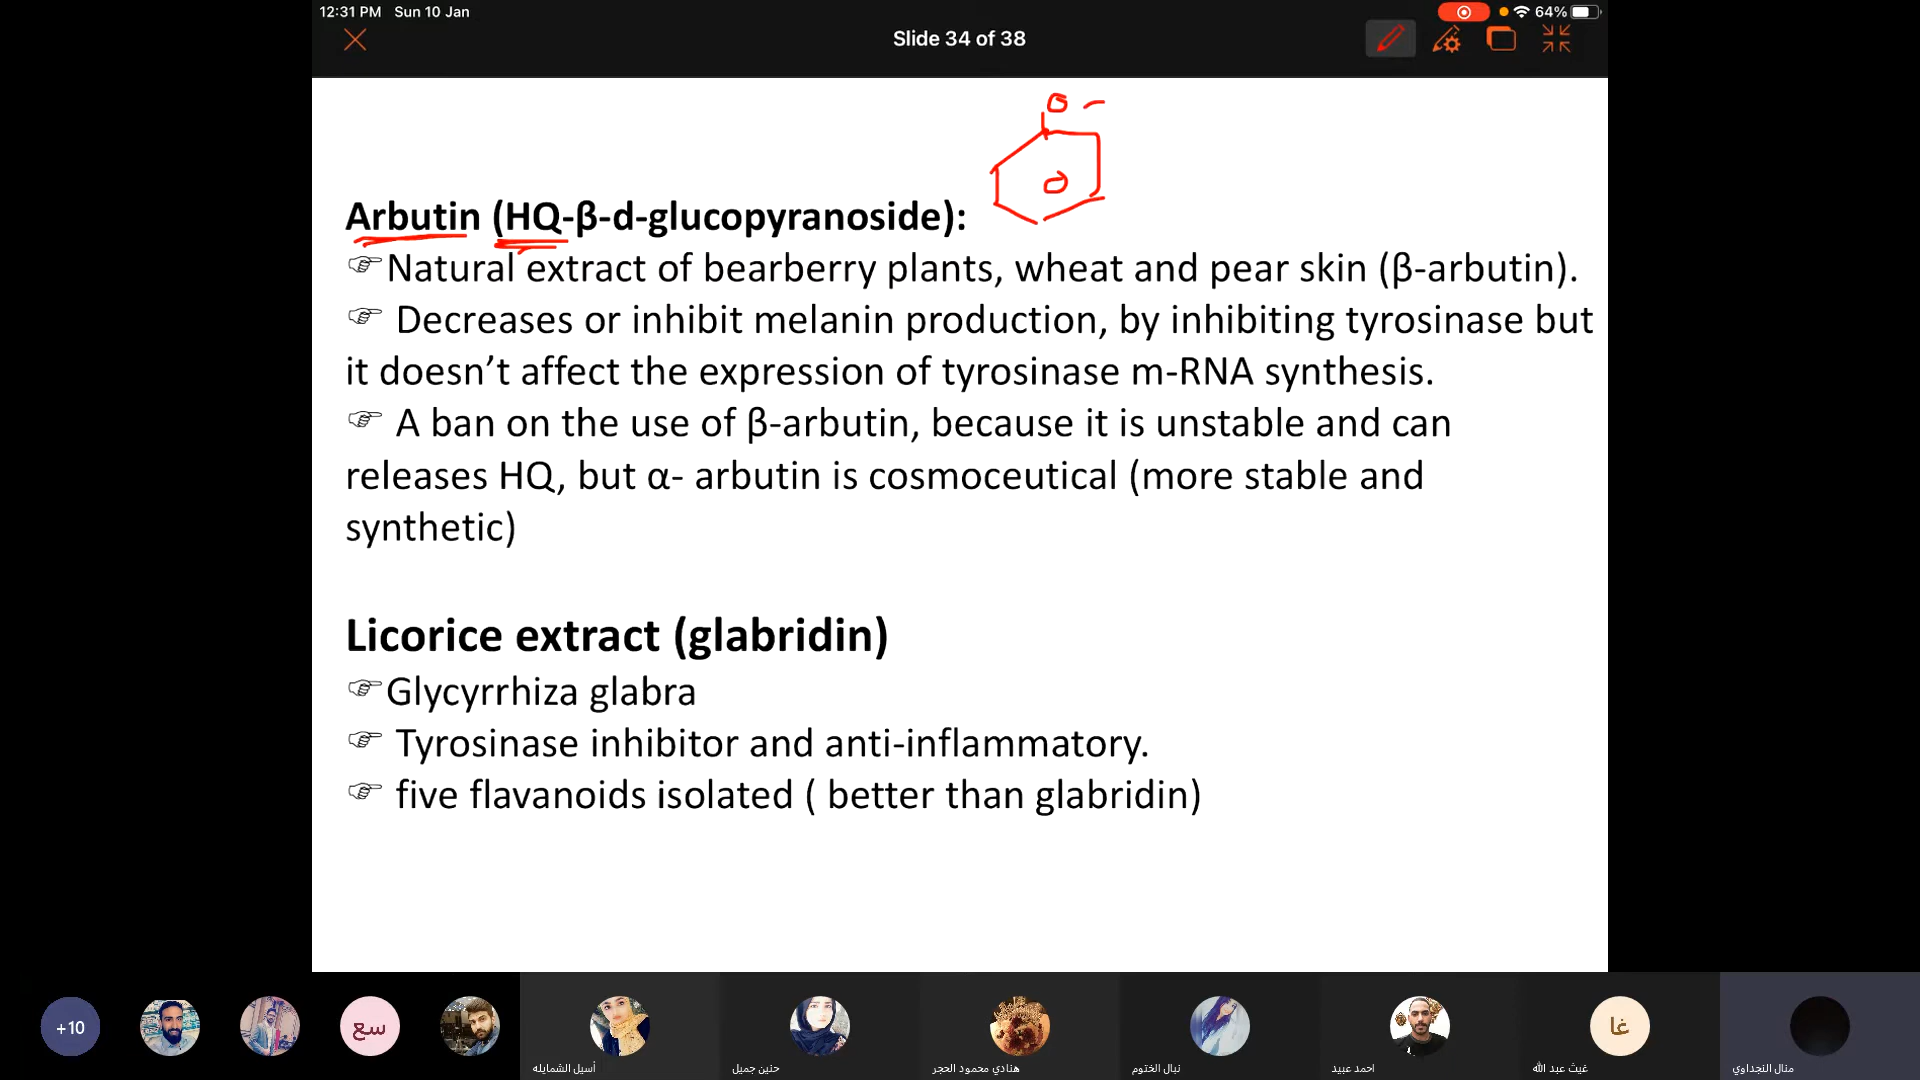 12:31 PM Sun 10 Jan
64%
Slide 34 of 38
Arbutin (HQ-β-d-glucopyranoside):
☞Natural extract of bearberry plants, wheat and pear skin (β-arbutin).
☞ Decreases or inhibit melanin production, by inhibiting tyrosinase but
it doesn’t affect the expression of tyrosinase m-RNA synthesis.
☞ A ban on the use of β-arbutin, because it is unstable and can
releases HQ, but α- arbutin is cosmoceutical (more stable and
synthetic)
Licorice extract (glabridin)
☞Glycyrrhiza glabra
☞ Tyrosinase inhibitor and anti-inflammatory.
☞ five flavanoids isolated ( better than glabridin)
+10
سع
غا
أسيل الشمايله
حنين جميل
هنادي محمود الحجر
نبال الختوم
احمد عبيد
غيث عبد الله
منال النجداوي